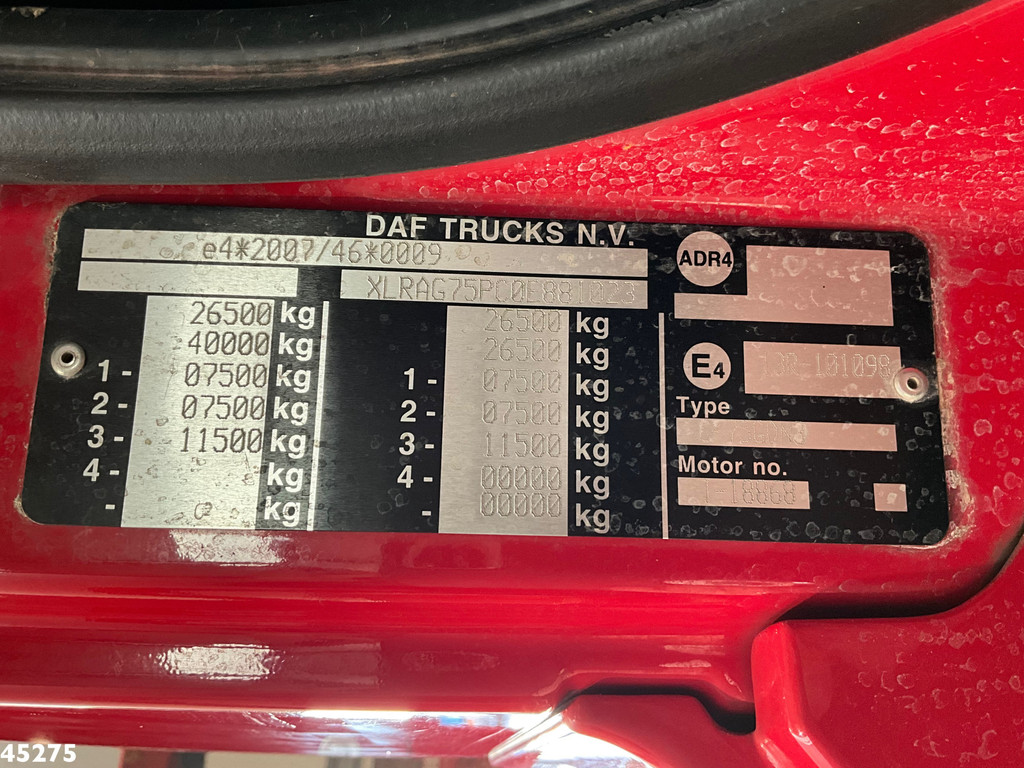 DAF TRUCKS N.V.
e4*2007/46*0009
XLRAG75PC0E881023
26500 kg
40000 kg
1 - 07500 kg
2 - 07500 kg
3 - 11500 kg
4 - kg
- kg
26500 kg
26500 kg
1 - 07500 kg
2 - 07500 kg
3 - 11500 kg
4 - 00000 kg
- 00000 kg
ADR4
E4 13R-101098
Type
Motor no.
45275